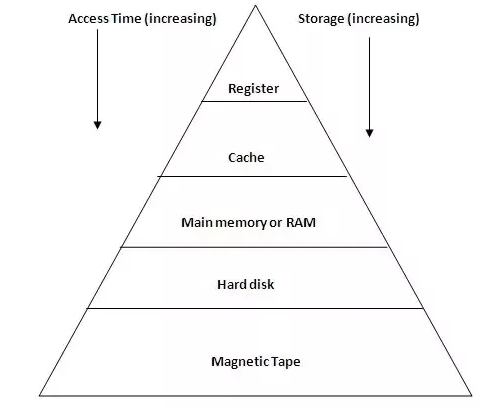 Access Time (increasing)
Storage (increasing)
Register
Cache
Main memory or RAM
Hard disk
Magnetic Tape